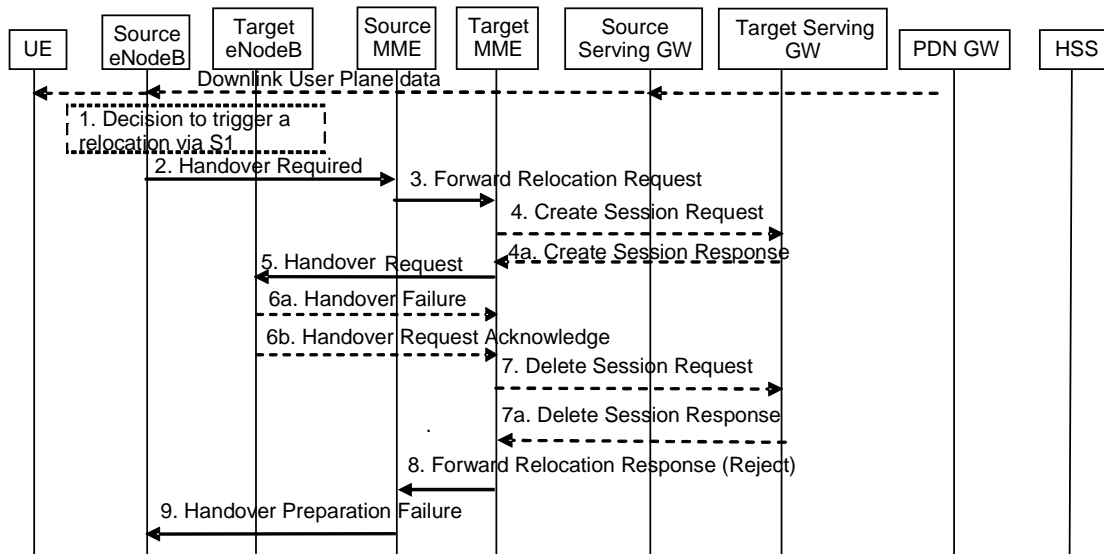 UE
Source
eNodeB
Target
eNodeB
Source
MME
Target
MME
Source
Serving GW
Target Serving
GW
PDN GW
HSS
Downlink User Plane data
1. Decision to trigger a
relocation via S1
2. Handover Required
3. Forward Relocation Request
4. Create Session Request
4a. Create Session Response
5. Handover Request
6a. Handover Failure
6b. Handover Request Acknowledge
7. Delete Session Request
7a. Delete Session Response
.
8. Forward Relocation Response (Reject)
9. Handover Preparation Failure